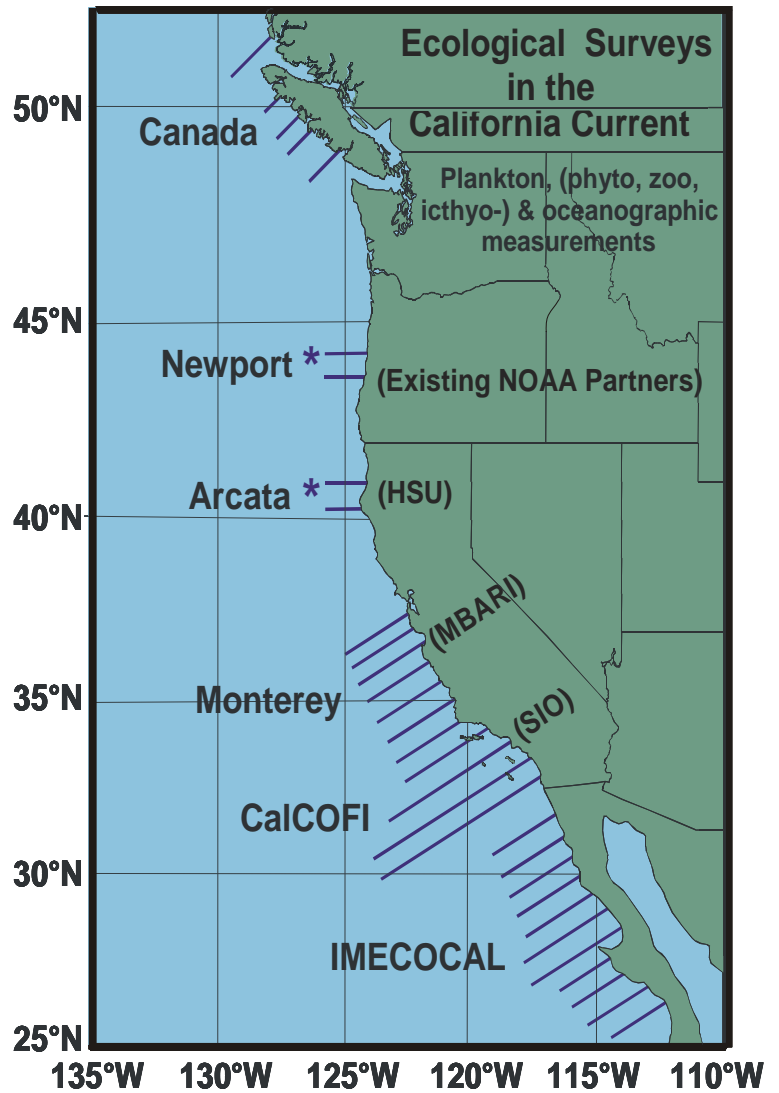 Ecological Surveys
in the
California Current
Plankton, (phyto, zoo,
icthyo-) & oceanographic
measurements
50°N
Canada
45°N
Newport *
(Existing NOAA Partners)
Arcata *
(HSU)
40°N
(MBARI)
35°N
Monterey
(SIO)
CalCOFI
30°N
IMECOCAL
25°N
135°W 130°W 125°W 120°W 115°W 110°W